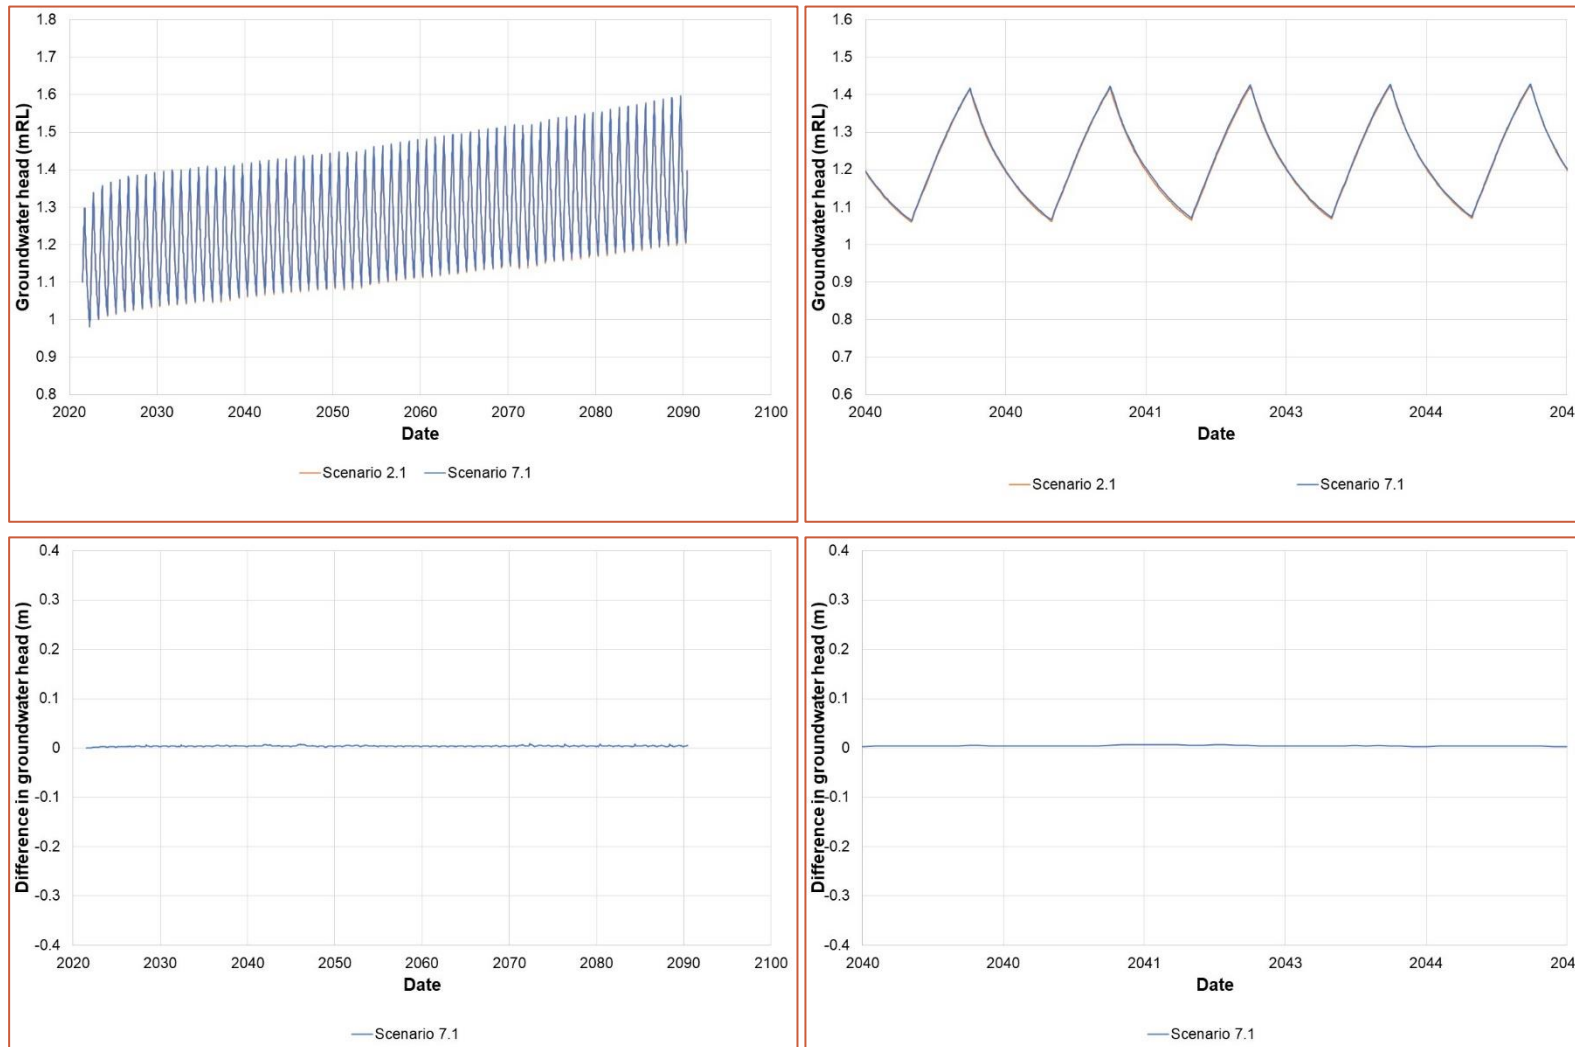 Groundwater head (mRL)
1.8
1.7
1.6
1.5
1.4
1.3
1.2
1.1
1
0.9
0.8
2020 2030 2040 2050 2060 2070 2080 2090 2100
Date
Scenario 2.1 Scenario 7.1
Groundwater head (mRL)
1.6
1.5
1.4
1.3
1.2
1.1
1
0.9
0.8
0.7
0.6
2040 2040 2041 2043 2044
Date
Scenario 2.1 Scenario 7.1
Difference in groundwater head (m)
0.4
0.3
0.2
0.1
0
-0.1
-0.2
-0.3
-0.4
2020 2030 2040 2050 2060 2070 2080 2090 2100
Date
Scenario 7.1
Difference in groundwater head (m)
0.4
0.3
0.2
0.1
0
-0.1
-0.2
-0.3
-0.4
2040 2040 2041 2043 2044
Date
Scenario 7.1